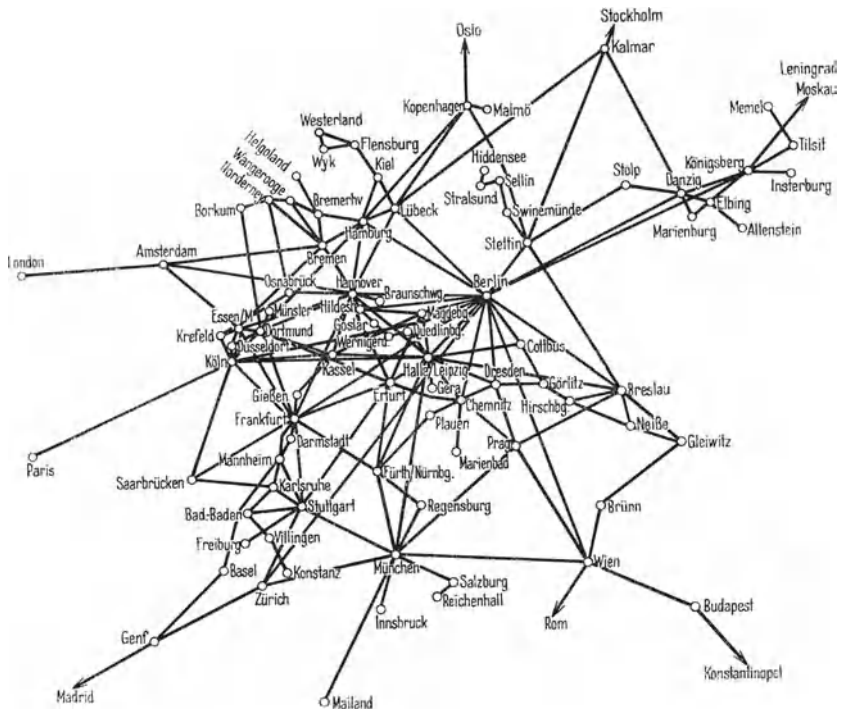 Stockholm
Oslo
Kalmar
Leningrad
Moskau
Kopenhagen
Malmö
Memel
Westerland
Flensburg
Tilsit
Wyk
Helgoland
Kiel
Hiddensee
Königsberg
Wangerooge
Sellin
Stolp
Danzig
Insterburg
Norderney
Stralsund
Bremerhv
Elbing
Borkum
Lübeck
Swinemünde
Hamburg
Marienburg
Allenstein
Amsterdam
Stettin
Bremen
London
Osnabrück
Hannover
Berlin
Braunschwg.
Essen/M.
Münster
Hildesh.
Magdebg.
Krefeld
Dortmund
Goslar
Quedlinbg.
Düsseldorf
Wernigerd.
Cottbus
Köln
Kassel
Halle/Leipzig
Dresden
Görlitz
Gießen
Erfurt
Gera
Chemnitz
Hirschbg.
Breslau
Frankfurt
Plauen
Neiße
Darmstadt
Prag
Gleiwitz
Paris
Mannheim
Marienbad
Saarbrücken
Fürth/Nürnbg.
Karlsruhe
Bad.-Baden
Stuttgart
Regensburg
Brünn
Freiburg
Villingen
Basel
Konstanz
München
Wien
Zürich
Salzburg
Reichenhall
Budapest
Innsbruck
Rom
Genf
Konstantinopel
Madrid
Mailand